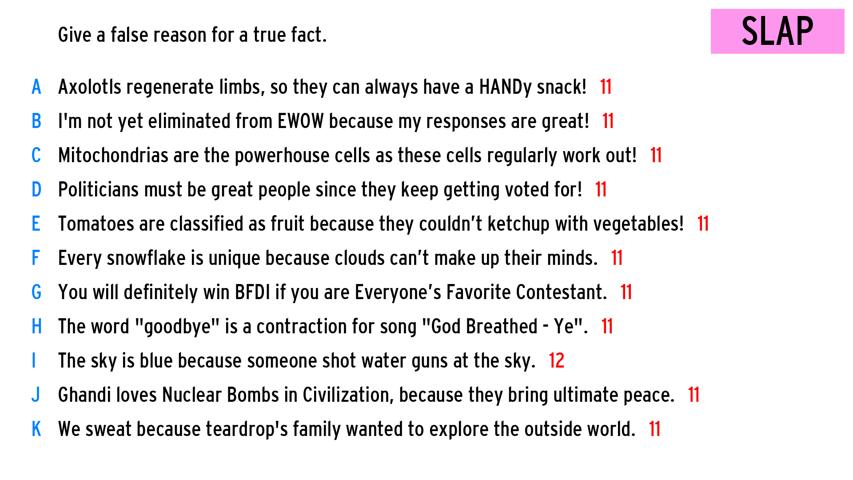 Give a false reason for a true fact.
SLAP
A Axolotls regenerate limbs, so they can always have a HANDy snack! 11
B I'm not yet eliminated from EWOW because my responses are great! 11
C Mitochondrias are the powerhouse cells as these cells regularly work out! 11
D Politicians must be great people since they keep getting voted for! 11
E Tomatoes are classified as fruit because they couldn’t ketchup with vegetables! 11
F Every snowflake is unique because clouds can’t make up their minds. 11
G You will definitely win BFDI if you are Everyone’s Favorite Contestant. 11
H The word "goodbye" is a contraction for song "God Breathed - Ye". 11
I The sky is blue because someone shot water guns at the sky. 12
J Ghandi loves Nuclear Bombs in Civilization, because they bring ultimate peace. 11
K We sweat because teardrop's family wanted to explore the outside world. 11